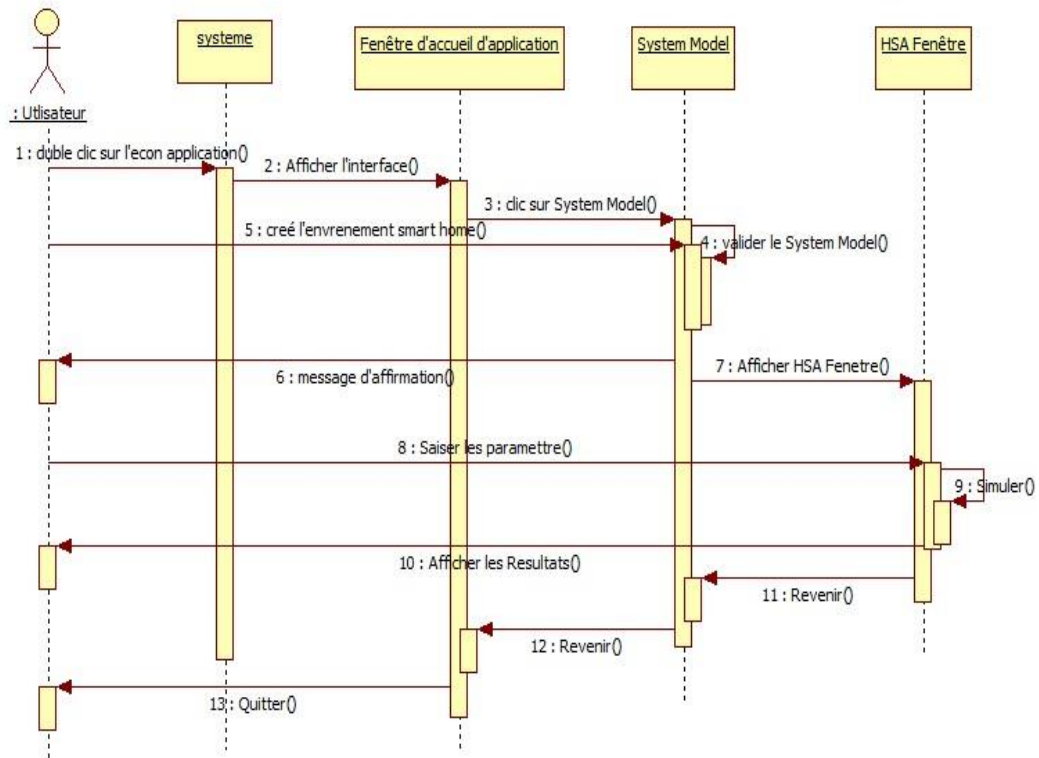 systeme
Fenêtre d'accueil d'application
System Model
HSA Fenêtre
: Utlisateur
1 : duble clic sur l'econ application()
2 : Afficher l'interface()
3 : clic sur System Model()
5 : creé l'envrenement smart home()
4 : valider le System Model()
6 : message d'affirmation()
7 : Afficher HSA Fenetre()
8 : Saiser les paramettre()
9 : Simuler()
10 : Afficher les Resultats()
11 : Revenir()
12 : Revenir()
13 : Quitter()